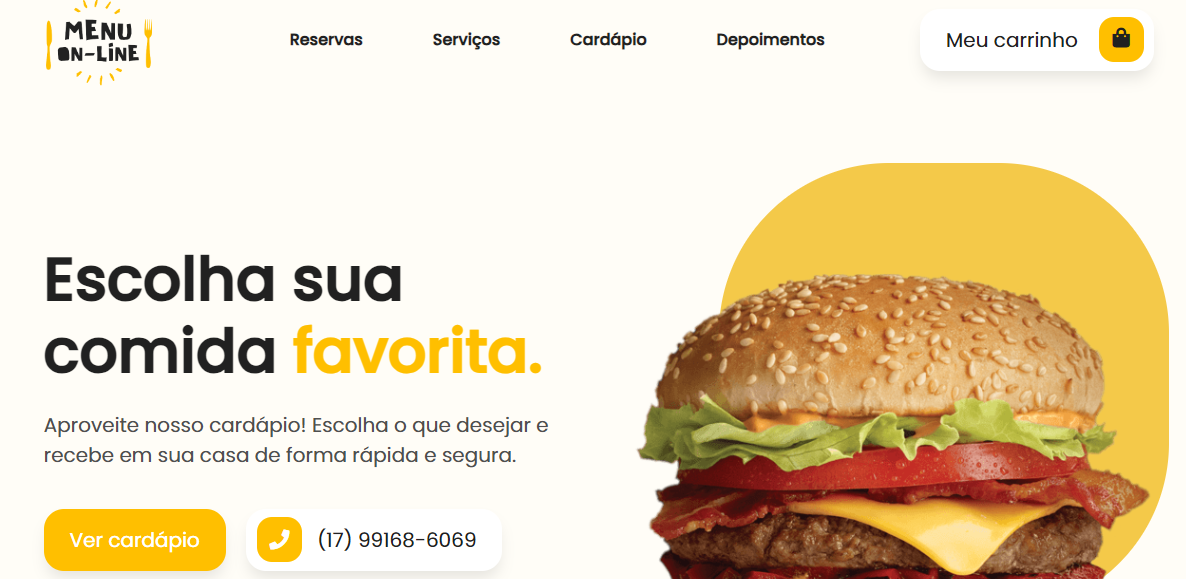 MENU
ON-LINE
Reservas
Serviços
Cardápio
Depoimentos
Meu carrinho
Escolha sua
comida favorita.
Aproveite nosso cardápio! Escolha o que desejar e
recebe em sua casa de forma rápida e segura.
Ver cardápio
(17) 99168-6069